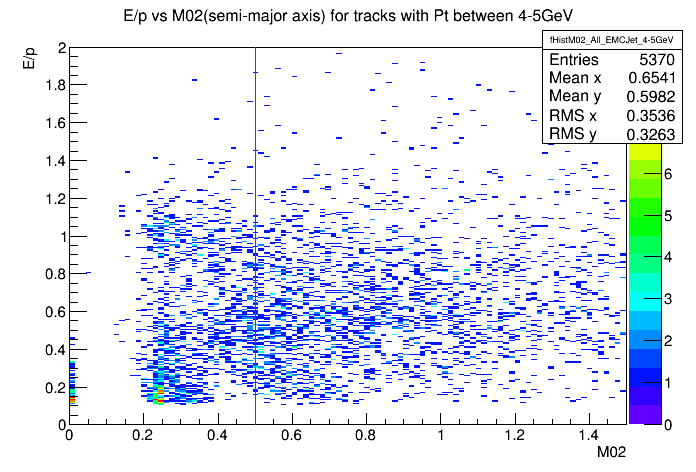 E/p vs M02(semi-major axis) for tracks with Pt between 4-5GeV
fHistM02_All_EMCJet_4-5GeV
Entries 5370
Mean x 0.6541
Mean y 0.5982
RMS x 0.3536
RMS y 0.3263
E/p
2
1.8
1.6
1.4
1.2
1
0.8
0.6
0.4
0.2
0
6
5
4
3
2
1
0
0 0.2 0.4 0.6 0.8 1 1.2 1.4
M02